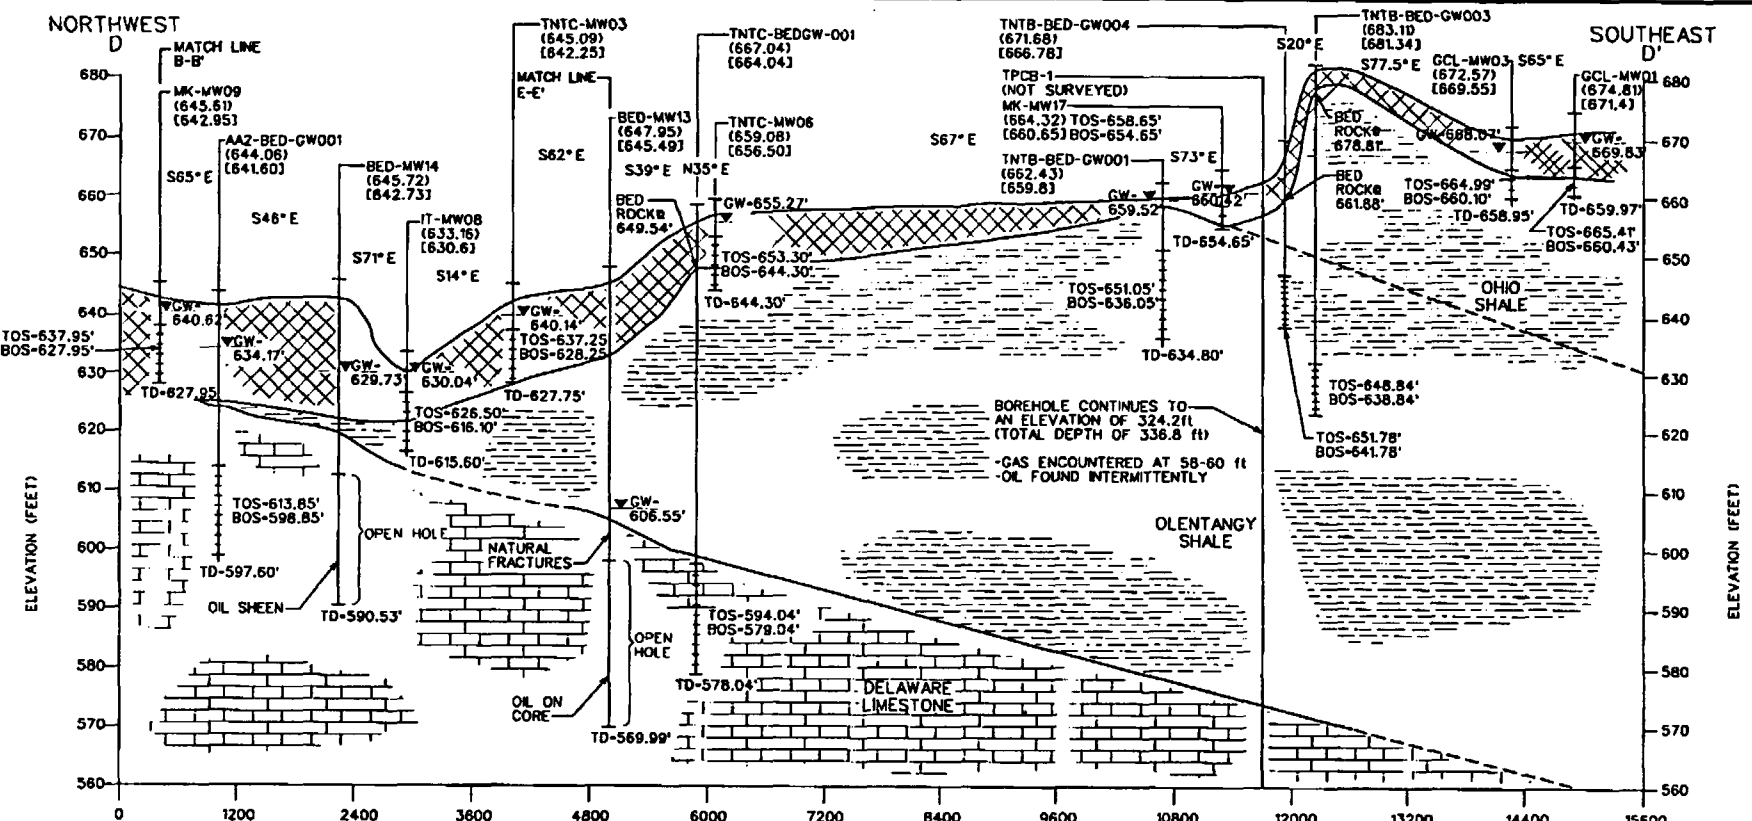 NORTHWEST
D
MATCH LINE
B-B'
MK-MW09
(645.61)
[642.95]
AA2-BED-GW001
(644.06)
[641.60]
S65°E
BED-MW14
(645.72)
[642.73]
S46°E
IT-MW08
(633.16)
[630.6]
S71°E
S14°E
TNTC-MW03
(645.09)
[642.25]
MATCH LINE
E-E'
S62°E
BED-MW13
(647.95)
[645.49]
TNTC-BEDGW-001
(667.04)
[664.04]
TNTC-MW06
(659.08)
[656.50]
S39°E
N35°E
S67°E
TNTB-BED-GW004
(671.68)
[666.78]
TPCB-1
(NOT SURVEYED)
MK-MW17
(664.32)
[660.65]
TOS-658.65'
BOS=654.65'
TNTB-BED-GW001
(662.43)
[659.8]
S73°E
S20°E
TNTB-BED-GW003
(683.11)
[681.34]
S77.5°E
GCL-MW03
(672.57)
[669.55]
S65°E
SOUTHEAST
D'
GCL-MW01
(674.81)
[671.4]
680
670
660
650
640
630
620
610
600
590
580
570
560
ELEVATION (FEET)
TOS=637.95'
BOS=627.95'
GW-
640.62'
GW-
634.17'
TD-627.95
GW-
629.73'
GW-
630.04'
TOS=626.50'
BOS=616.10'
TD-615.60'
GW-
640.14'
TOS=637.25
BOS=628.25
TD-627.75'
BED
ROCK@
649.54'
GW-655.27'
TOS=653.30'
BOS=644.30'
TD-644.30'
GW-
659.52'
GW-
660.42'
TD-654.65'
TOS=651.05'
BOS=636.05'
TD-634.80'
BED
ROCK@
678.81'
BED
ROCK@
661.88'
GW-668.07'
TOS=664.99'
BOS=660.10'
TD-658.95'
GW-
669.83'
TD-659.97'
TOS=665.41'
BOS=660.43'
OHIO
SHALE
TOS=648.84'
BOS=638.84'
TOS=651.78'
BOS=641.78'
BOREHOLE CONTINUES TO
AN ELEVATION OF 324.2ft
(TOTAL DEPTH OF 336.8 ft)
-GAS ENCOUNTERED AT 58-60 ft
-OIL FOUND INTERMITTENTLY
OLENTANGY
SHALE
TOS=613.85'
BOS=598.85'
TD-597.60'
OPEN HOLE
OIL SHEEN
TD-590.53'
GW-
606.55'
NATURAL
FRACTURES
OPEN
HOLE
OIL ON
CORE
TD-569.99'
TOS=594.04'
BOS=579.04'
TD-578.04'
DELAWARE
LIMESTONE
680
670
660
650
640
630
620
610
600
590
580
570
560
ELEVATION (FEET)
0 1200 2400 3600 4800 6000 7200 8400 9600 10800 12000 13200 14400 15600